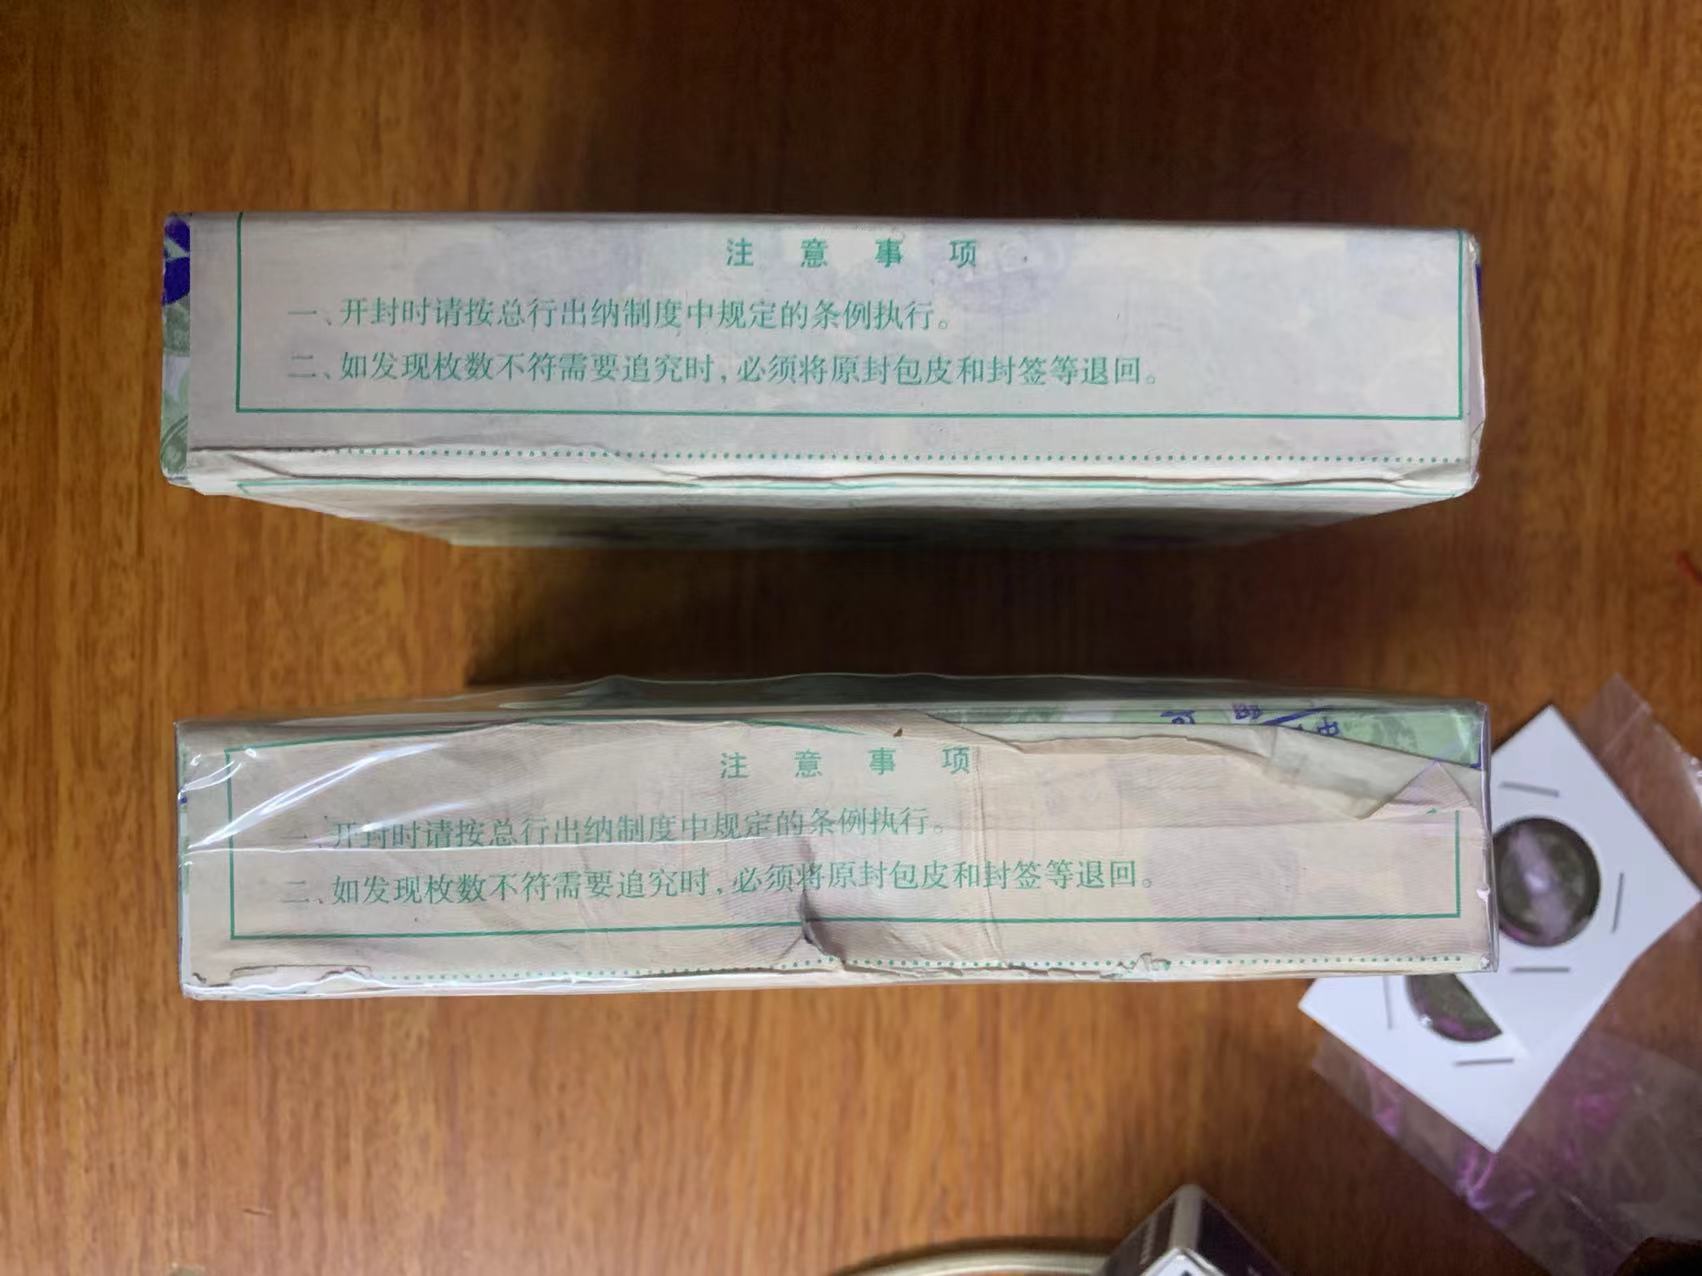 注意事项
一、开封时请按总行出纳制度中规定的条例执行。
二、如发现枚数不符需要追究时,必须将原封包皮和封签等退回。
注意事项
一、开封时请按总行出纳制度中规定的条例执行。
二、如发现枚数不符需要追究时,必须将原封包皮和封签等退回。